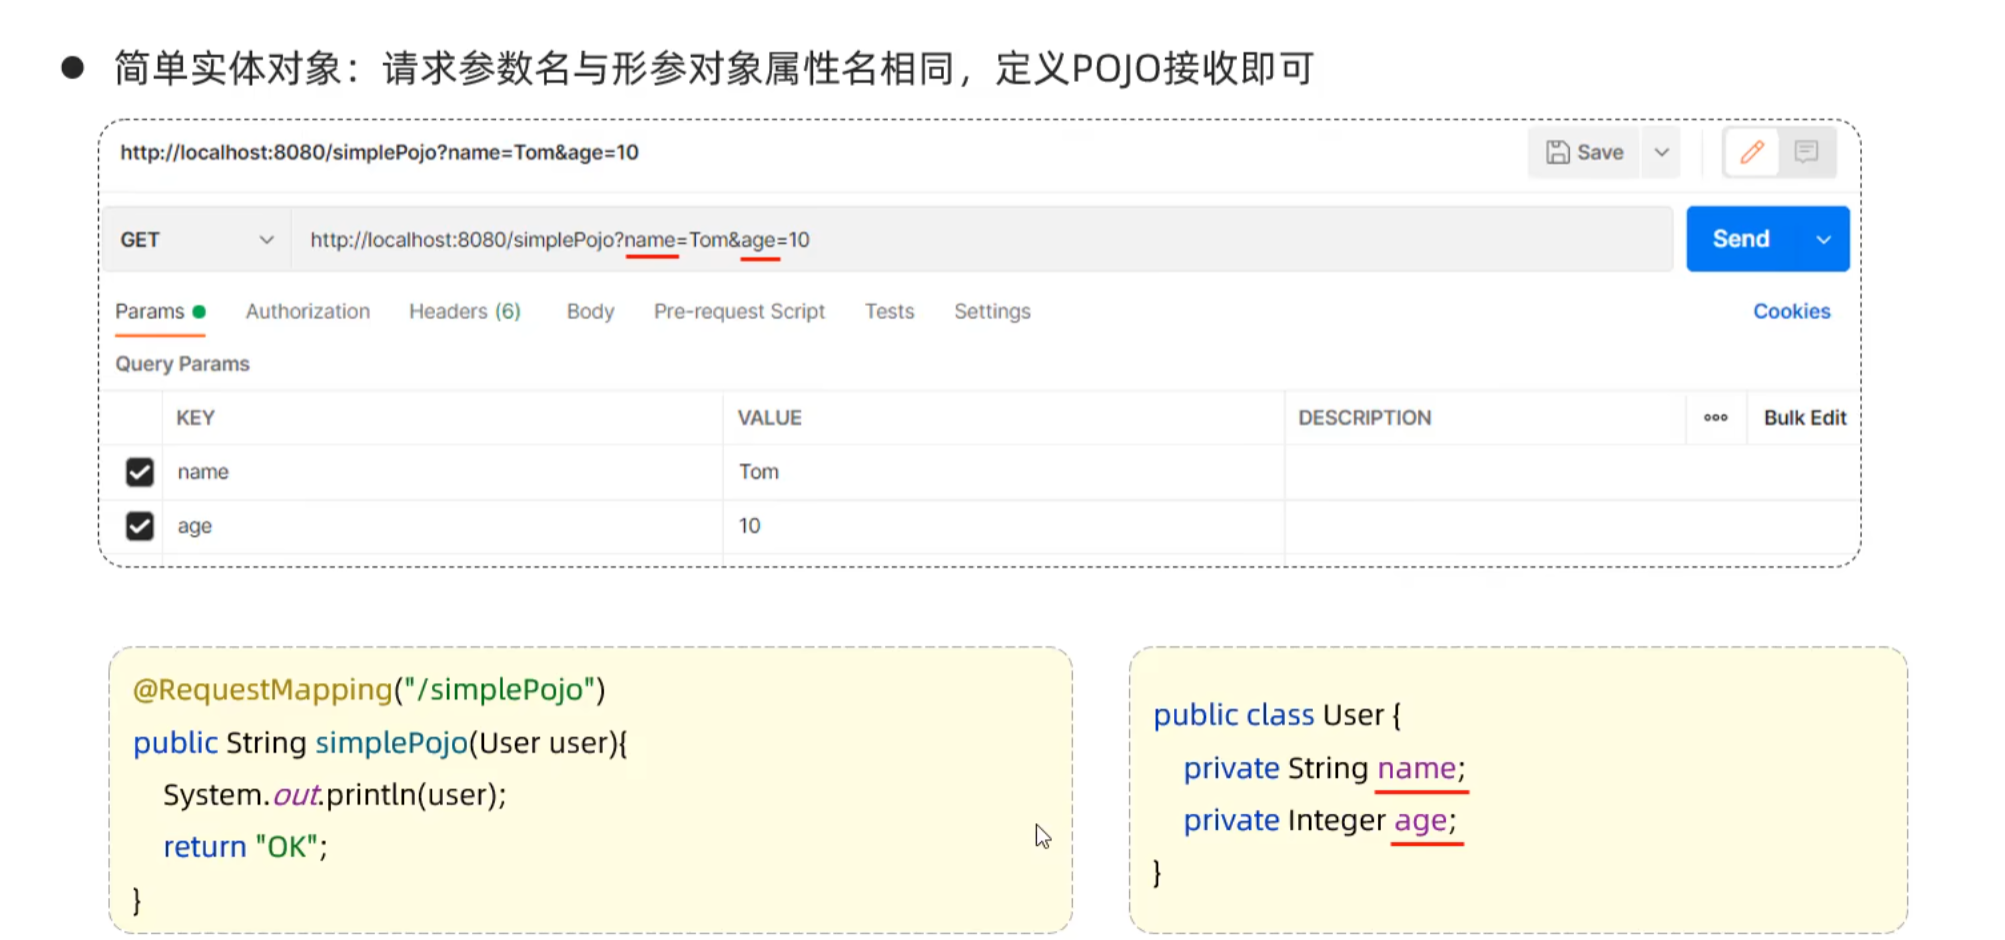 ● 简单实体对象：请求参数名与形参对象属性名相同，定义POJO接收即可
http://localhost:8080/simplePojo?name=Tom&age=10
Save
GET
http://localhost:8080/simplePojo?name=Tom&age=10
Send
Params Authorization Headers (6) Body Pre-request Script Tests Settings Cookies
Query Params
KEY VALUE DESCRIPTION ooo Bulk Edit
name Tom
age 10
@RequestMapping("/simplePojo")
public String simplePojo(User user){
System.out.println(user);
return "OK";
}
public class User {
private String name;
private Integer age;
}